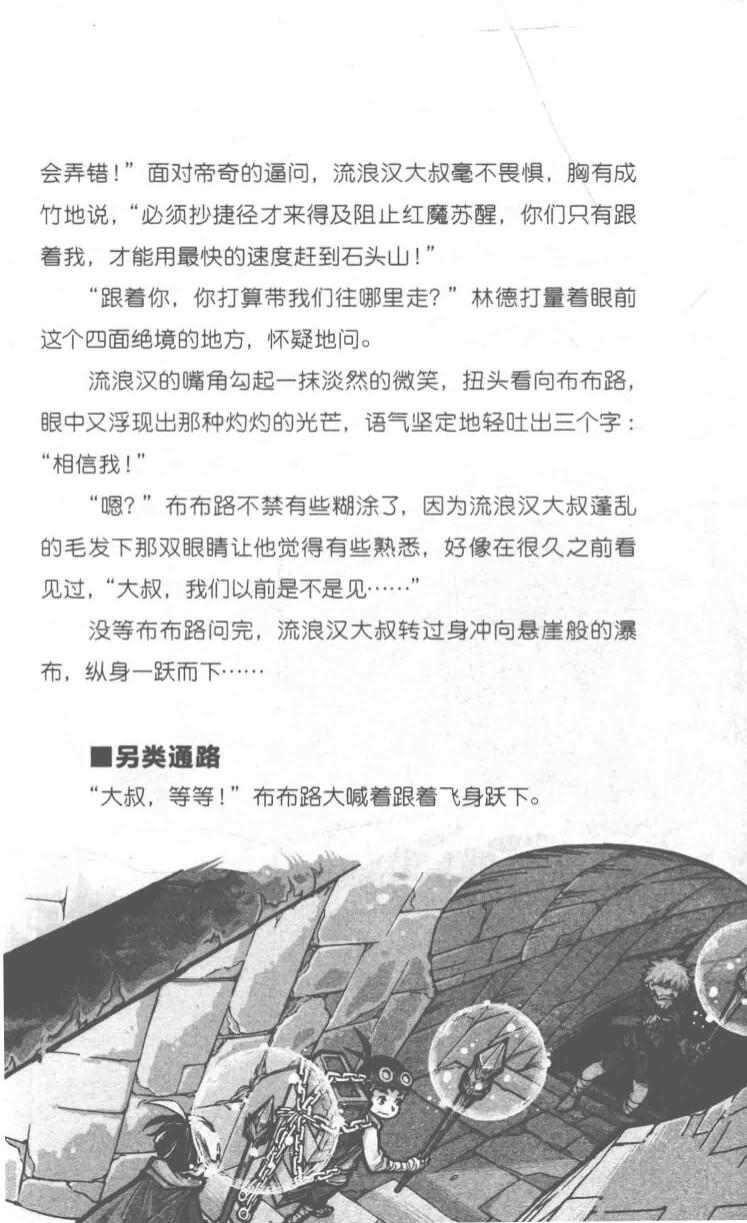 会弄错！”面对帝奇的逼问，流浪汉大叔毫不畏惧，胸有成
竹地说，“必须抄捷径才来得及阻止红魔苏醒，你们只有跟
着我，才能用最快的速度赶到石头山！”
“跟着你，你打算带我们往哪里走？”林德打量着眼前
这个四面绝境的地方，怀疑地问。
流浪汉的嘴角勾起一抹淡然的微笑，扭头看向布布路，
眼中又浮现出那种灼灼的光芒，语气坚定地轻吐出三个字：
“相信我！”
“嗯？”布布路不禁有些糊涂了，因为流浪汉大叔蓬乱
的毛发下那双眼睛让他觉得有些熟悉，好像在很久之前看
见过，“大叔，我们以前是不是见……”
没等布布路问完，流浪汉大叔转过身冲向悬崖般的瀑
布，纵身一跃而下……
■另类通路
“大叔，等等！”布布路大喊着跟着飞身跃下。